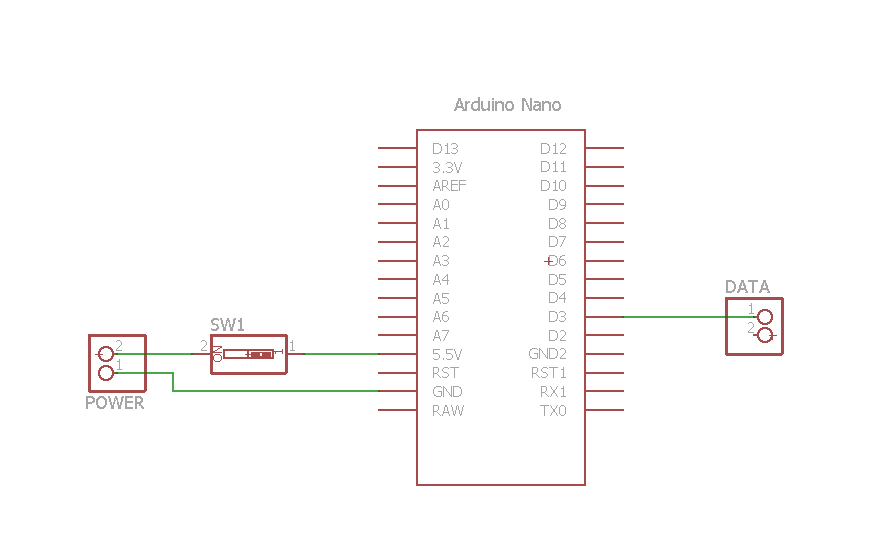 Arduino Nano
D13 D12
3.3V D11
AREF D10
A0 D9
A1 D8
A2 D7
A3 D6
A4 D5
A5 D4
A6 D3
A7 D2
5.5V GND2
RST RST1
GND RX1
RAW TX0
DATA
1
2
SW1
2 ON 1 1
2
1
POWER